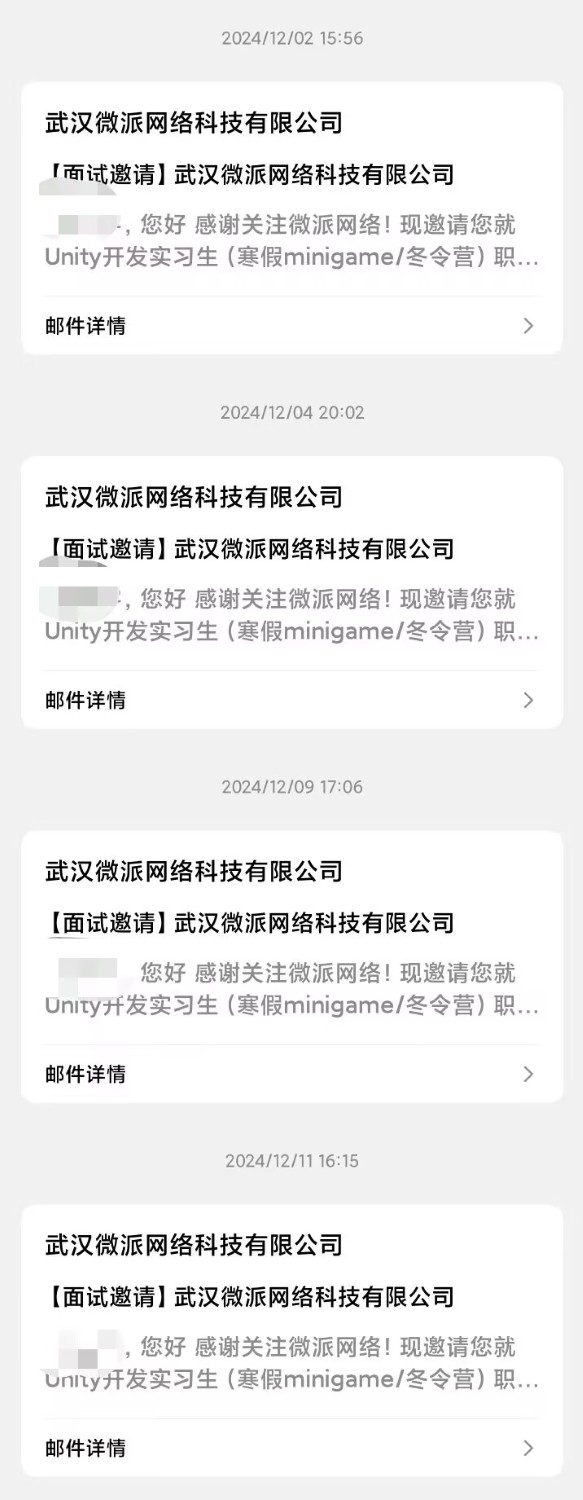 2024/12/02 15:56
武汉微派网络科技有限公司
【面试邀请】武汉微派网络科技有限公司
，您好 感谢关注微派网络！现邀请您就
Unity开发实习生（寒假minigame/冬令营）职...
邮件详情
2024/12/04 20:02
武汉微派网络科技有限公司
【面试邀请】武汉微派网络科技有限公司
，您好 感谢关注微派网络！现邀请您就
Unity开发实习生（寒假minigame/冬令营）职...
邮件详情
2024/12/09 17:06
武汉微派网络科技有限公司
【面试邀请】武汉微派网络科技有限公司
您好 感谢关注微派网络！现邀请您就
Unity开发实习生（寒假minigame/冬令营）职...
邮件详情
2024/12/11 16:15
武汉微派网络科技有限公司
【面试邀请】武汉微派网络科技有限公司
，您好 感谢关注微派网络！现邀请您就
Unity开发实习生（寒假minigame/冬令营）职...
邮件详情